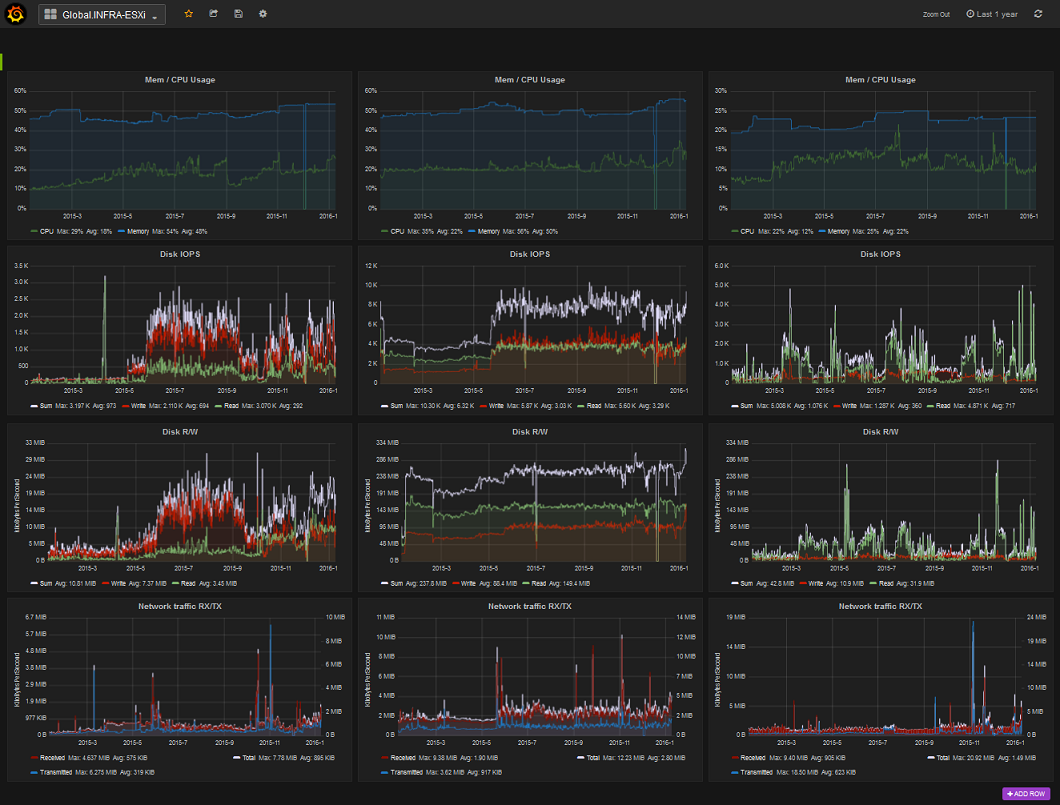 Global.INFRA-ESXi Zoom Out Last 1 year
Mem / CPU Usage
60%
50%
40%
30%
20%
10%
0%
2015-3 2015-5 2015-7 2015-9 2015-11 2016-1
CPU Max: 29% Avg: 18% Memory Max: 54% Avg: 48%
Mem / CPU Usage
60%
50%
40%
30%
20%
10%
0%
2015-3 2015-5 2015-7 2015-9 2015-11 2016-1
CPU Max: 35% Avg: 22% Memory Max: 56% Avg: 50%
Mem / CPU Usage
30%
25%
20%
15%
10%
5%
0%
2015-3 2015-5 2015-7 2015-9 2015-11 2016-1
CPU Max: 22% Avg: 12% Memory Max: 25% Avg: 22%
Disk IOPS
3.5 K
3.0 K
2.5 K
2.0 K
1.5 K
1.0 K
500
0
2015-3 2015-5 2015-7 2015-9 2015-11 2016-1
Sum Max: 3.197 K Avg: 973 Write Max: 2.110 K Avg: 694 Read Max: 3.070 K Avg: 292
Disk IOPS
12 K
10 K
8 K
6 K
4 K
2 K
0
2015-3 2015-5 2015-7 2015-9 2015-11 2016-1
Sum Max: 10.30 K Avg: 6.32 K Write Max: 5.87 K Avg: 3.03 K Read Max: 5.60 K Avg: 3.29 K
Disk IOPS
6.0 K
5.0 K
4.0 K
3.0 K
2.0 K
1.0 K
0
2015-3 2015-5 2015-7 2015-9 2015-11 2016-1
Sum Max: 5.008 K Avg: 1.076 K Write Max: 1.287 K Avg: 360 Read Max: 4.871 K Avg: 717
Disk R/W
KiloBytesPerSecond
33 MiB
29 MiB
24 MiB
19 MiB
14 MiB
10 MiB
5 MiB
0 B
2015-3 2015-5 2015-7 2015-9 2015-11 2016-1
Sum Avg: 10.81 MiB Write Avg: 7.37 MiB Read Avg: 3.45 MiB
Disk R/W
KiloBytesPerSecond
334 MiB
286 MiB
238 MiB
191 MiB
143 MiB
95 MiB
48 MiB
0 B
2015-3 2015-5 2015-7 2015-9 2015-11 2016-1
Sum Avg: 237.8 MiB Write Avg: 88.4 MiB Read Avg: 149.4 MiB
Disk R/W
KiloBytesPerSecond
334 MiB
286 MiB
238 MiB
191 MiB
143 MiB
95 MiB
48 MiB
0 B
2015-3 2015-5 2015-7 2015-9 2015-11 2016-1
Sum Avg: 42.8 MiB Write Avg: 10.9 MiB Read Avg: 31.9 MiB
Network traffic RX/TX
KiloBytesPerSecond
6.7 MiB 10 MiB
5.7 MiB 8 MiB
4.8 MiB
3.8 MiB 6 MiB
2.9 MiB 4 MiB
1.9 MiB
977 KiB 2 MiB
0 B 0 B
2015-3 2015-5 2015-7 2015-9 2015-11 2016-1
Received Max: 4.637 MiB Avg: 575 KiB Total Max: 7.78 MiB Avg: 895 KiB
Transmitted Max: 6.275 MiB Avg: 319 KiB
Network traffic RX/TX
KiloBytesPerSecond
11 MiB 14 MiB
10 MiB 12 MiB
8 MiB 10 MiB
6 MiB 7 MiB
4 MiB 5 MiB
2 MiB 2 MiB
0 B 0 B
2015-3 2015-5 2015-7 2015-9 2015-11 2016-1
Received Max: 9.38 MiB Avg: 1.90 MiB Total Max: 12.23 MiB Avg: 2.80 MiB
Transmitted Max: 3.62 MiB Avg: 917 KiB
Network traffic RX/TX
KiloBytesPerSecond
19 MiB 24 MiB
14 MiB 19 MiB
10 MiB 14 MiB
10 MiB
5 MiB 5 MiB
0 B 0 B
2015-3 2015-5 2015-7 2015-9 2015-11 2016-1
Received Max: 9.40 MiB Avg: 905 KiB Total Max: 20.92 MiB Avg: 1.49 MiB
Transmitted Max: 18.50 MiB Avg: 623 KiB
ADD ROW